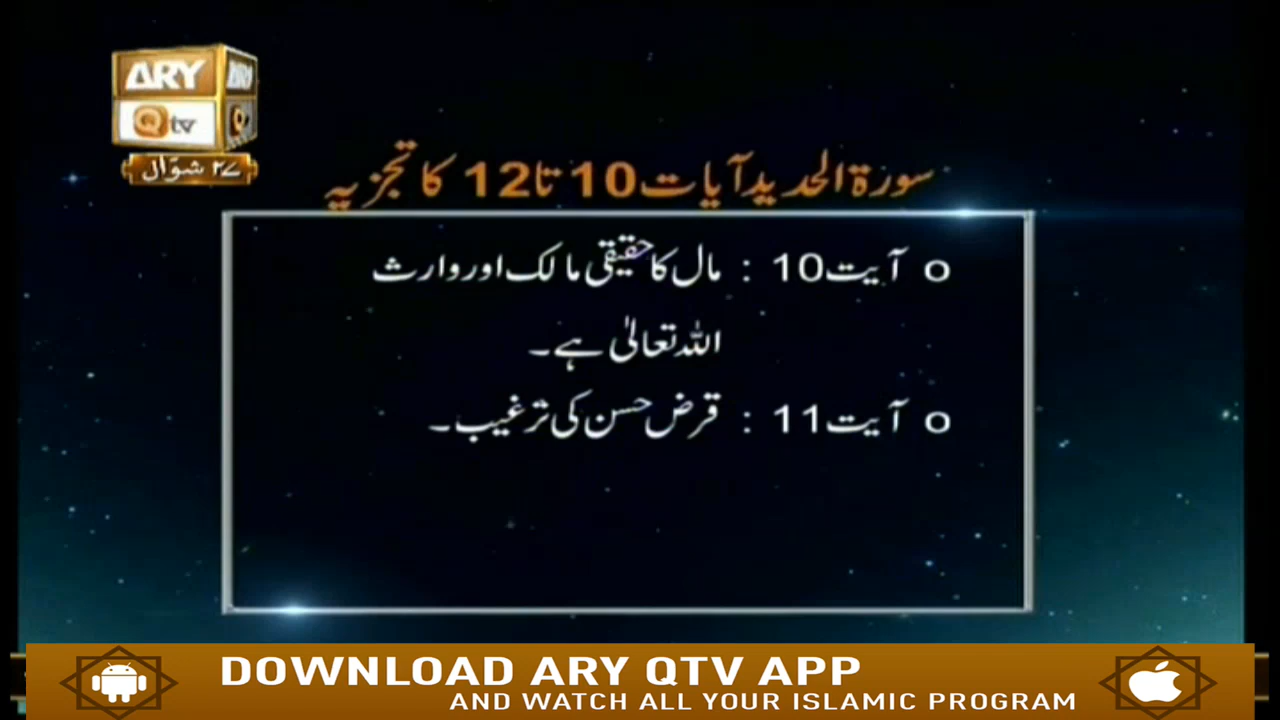 ARY
Qtv
۲۷ شوّال
سورۃ الحدید آیات 10 تا 12 کا تجزیہ
o آیت 10 : مال کا حقیقی مالک اور وارث
اللہ تعالیٰ ہے۔
o آیت 11 : قرض حسن کی ترغیب۔
DOWNLOAD ARY QTV APP
AND WATCH ALL YOUR ISLAMIC PROGRAM